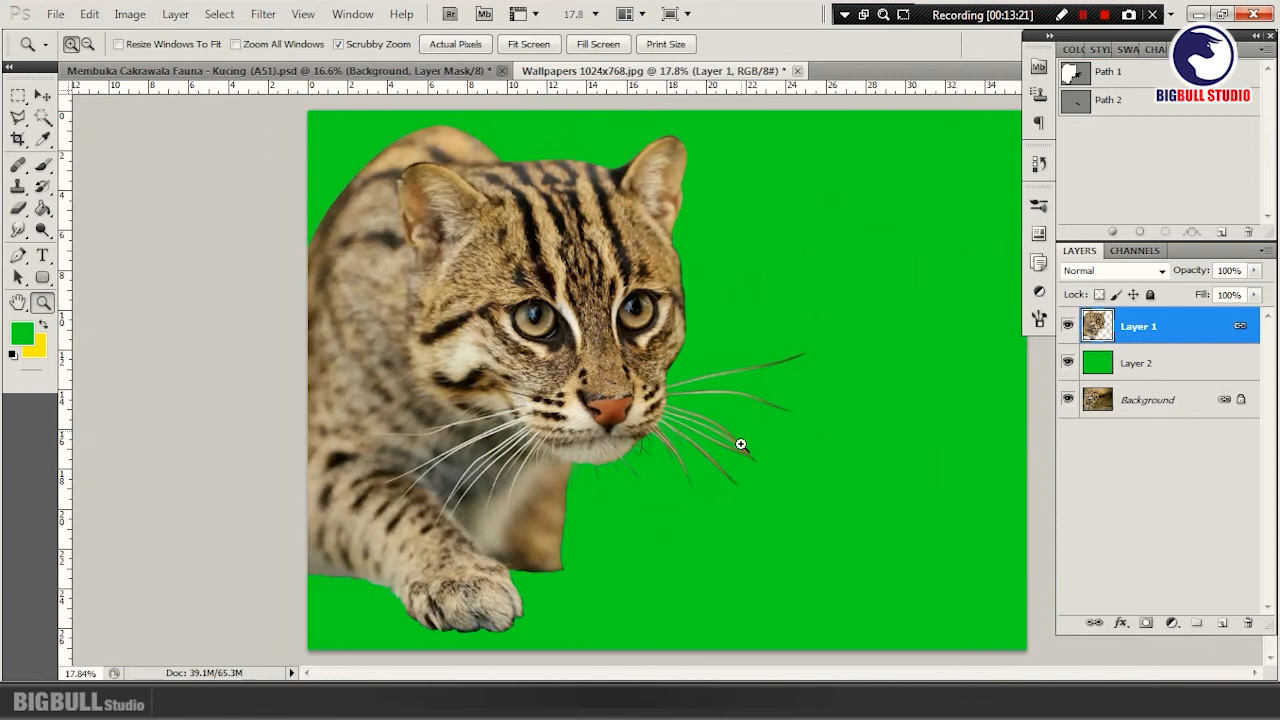 PS File Edit Image Layer Select Filter View Window Help Br Mb 17.8
Recording [00:13:21]
Resize Windows To Fit Zoom All Windows Scrubby Zoom Actual Pixels Fit Screen Fill Screen Print Size
Membuka Cakrawala Fauna - Kucing (A51).psd @ 16.6% (Background, Layer Mask/8) *
Wallpapers 1024x768.jpg @ 17.8% (Layer 1, RGB/8#) *
STYL SWA CHA
Mb
Path 1
Path 2
BIGBULL STUDIO
LAYERS CHANNELS
Normal Opacity: 100%
Lock: Fill: 100%
Layer 1
Layer 2
Background
fx
17.84% Doc: 39.1M/65.3M
BIGBULL Studio